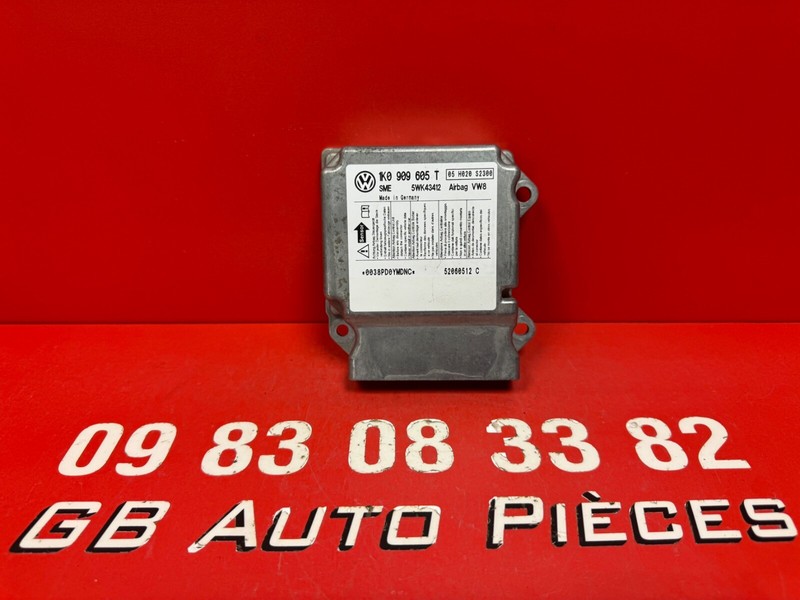 1K0 909 605 T
05 H020 S2300
SME 5WK43412 Airbag VW8
Made in Germany
*0038PD0YMDNC*
52060512 C
09 83 08 33 82
GB AUTO PIÈCES